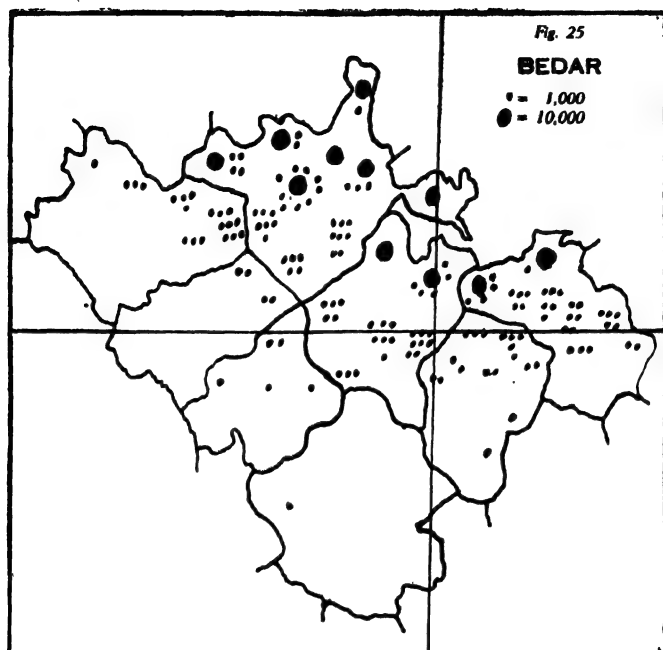 Fig. 25
BEDAR
= 1,000
= 10,000